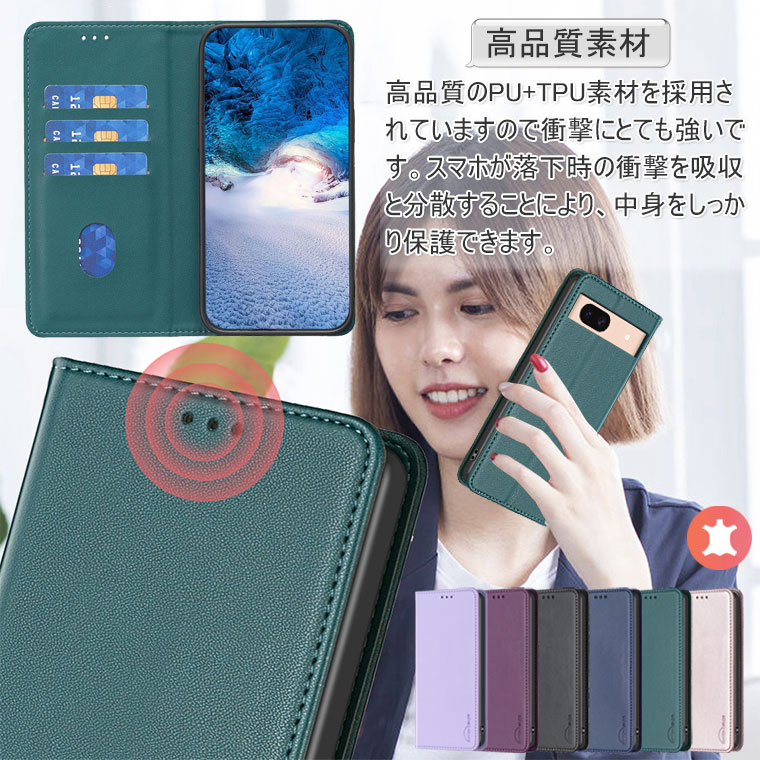 高品質素材
高品質のPU+TPU素材を採用さ
れていますので衝撃にとても強いで
す。スマホが落下時の衝撃を吸収
と分散することにより、中身をしっか
り保護できます。